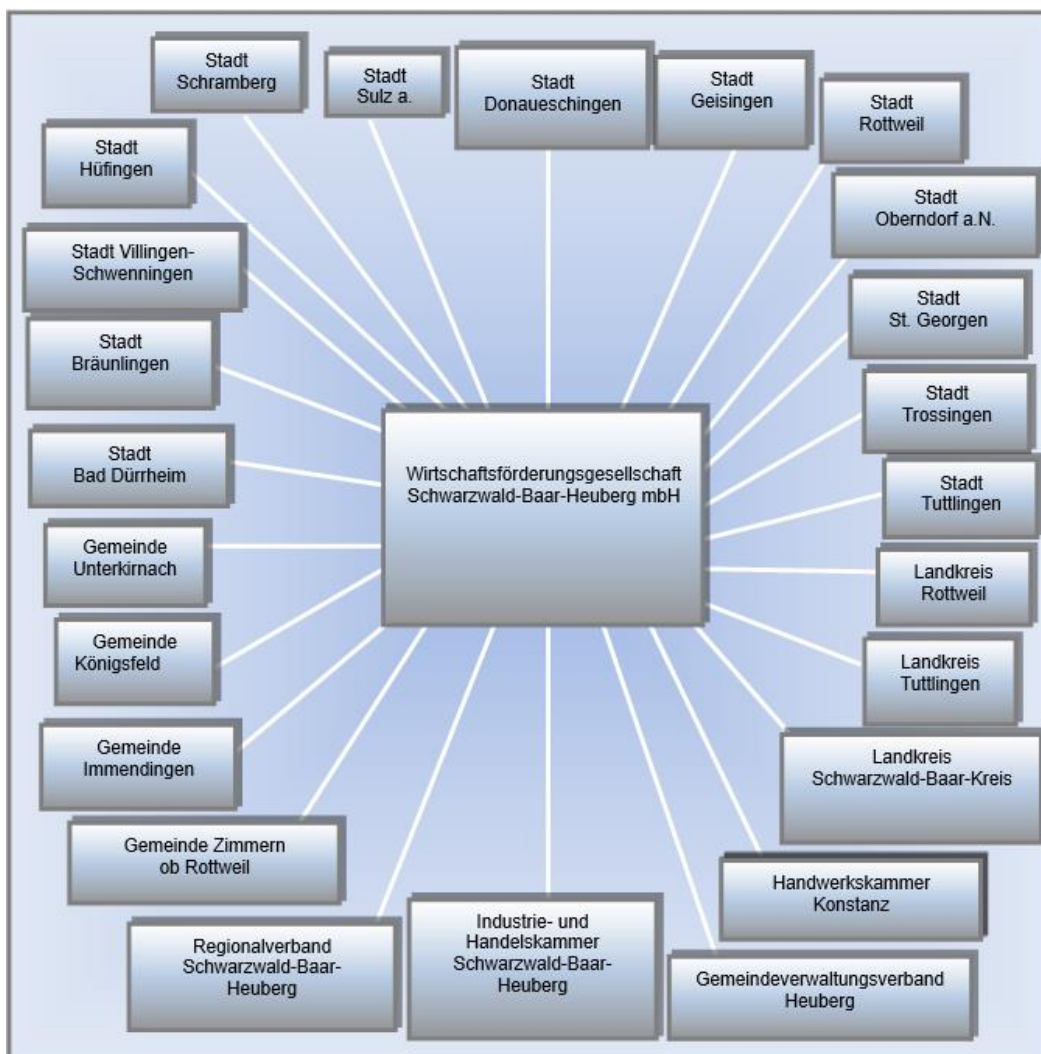 Stadt
Schramberg
Stadt
Sulz a.
Stadt
Donaueschingen
Stadt
Geisingen
Stadt
Rottweil
Stadt
Hüfingen
Stadt
Oberndorf a.N.
Stadt Villingen-
Schwenningen
Stadt
St. Georgen
Stadt
Bräunlingen
Stadt
Trossingen
Stadt
Bad Dürrheim
Wirtschaftsförderungsgesellschaft
Schwarzwald-Baar-Heuberg mbH
Stadt
Tuttlingen
Gemeinde
Unterkirnach
Landkreis
Rottweil
Gemeinde
Königsfeld
Landkreis
Tuttlingen
Gemeinde
Immendingen
Landkreis
Schwarzwald-Baar-Kreis
Gemeinde Zimmern
ob Rottweil
Handwerkskammer
Konstanz
Regionalverband
Schwarzwald-Baar-
Heuberg
Industrie- und
Handelskammer
Schwarzwald-Baar-
Heuberg
Gemeindeverwaltungsverband
Heuberg